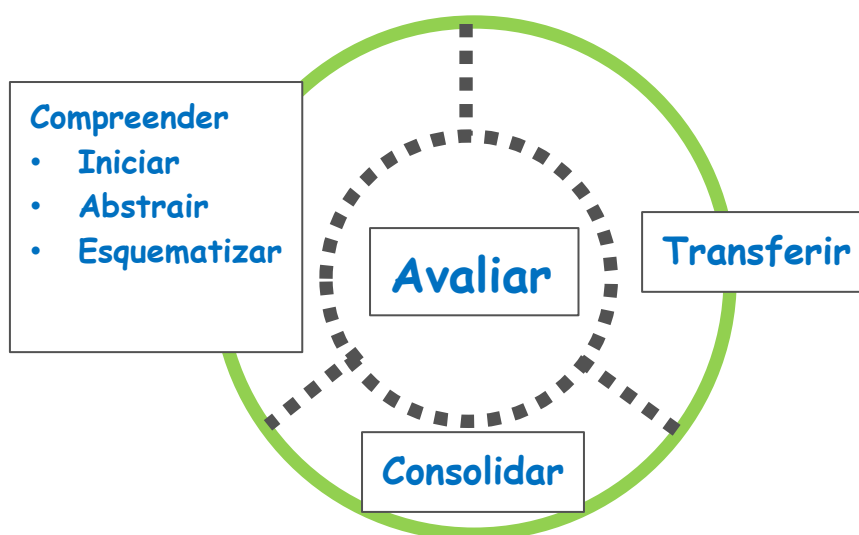 Compreender
• Iniciar
• Abstrair
• Esquematizar
Avaliar
Transferir
Consolidar